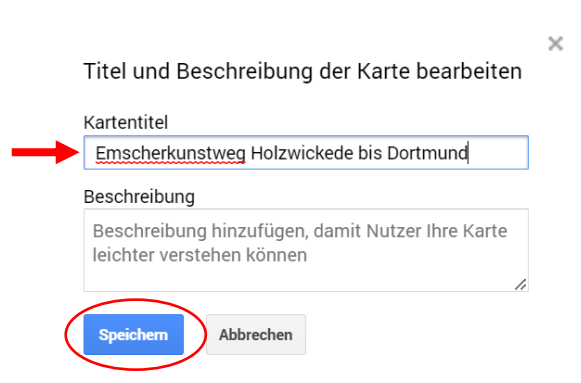 Titel und Beschreibung der Karte bearbeiten
Kartentitel
Emscherkunstweg Holzwickede bis Dortmund
Beschreibung
Beschreibung hinzufügen, damit Nutzer Ihre Karte
leichter verstehen können
Speichern Abbrechen